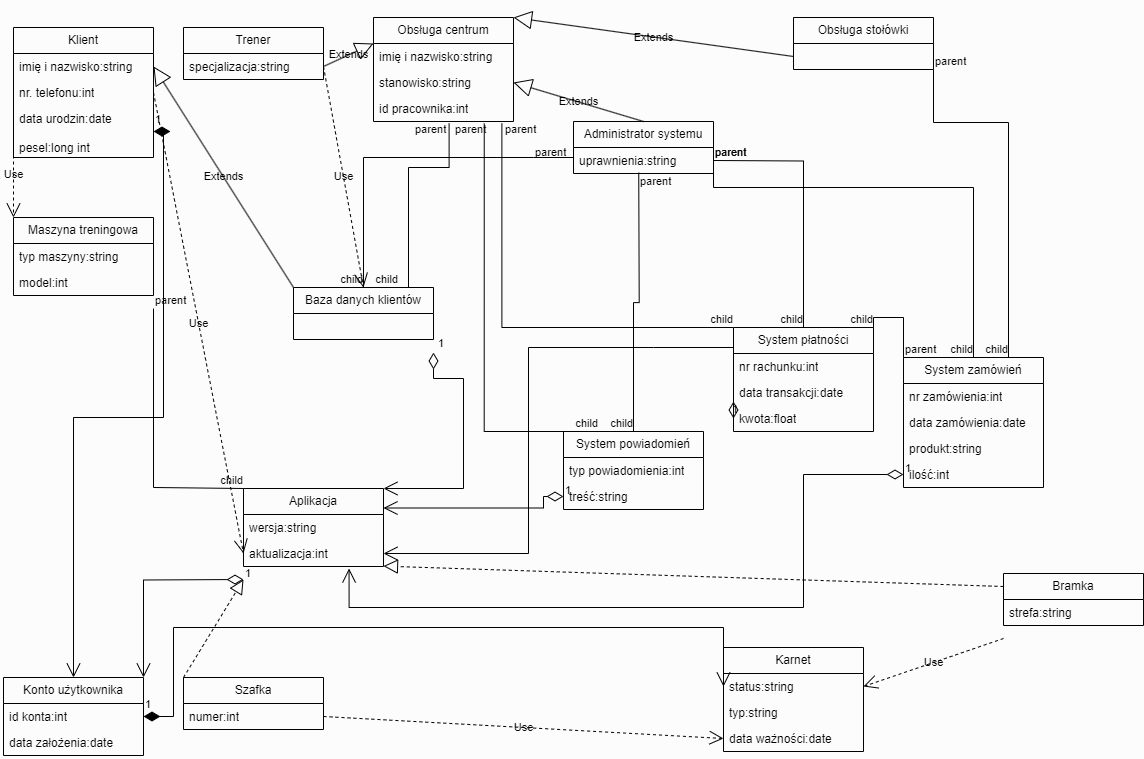 Klient
imię i nazwisko:string
nr. telefonu:int
data urodzin:date
pesel:long int
Trener
specjalizacja:string
Obsługa centrum
imię i nazwisko:string
stanowisko:string
id pracownika:int
Obsługa stołówki
Extends
Extends
Extends
parent
parent
parent
parent
Administrator systemu
uprawnienia:string
parent
parent
parent
1
Use
Extends
Use
Maszyna treningowa
typ maszyny:string
model:int
parent
Use
child
child
Baza danych klientów
1
child
child
child
System płatności
nr rachunku:int
data transakcji:date
kwota:float
parent
child
child
System zamówień
nr zamówienia:int
data zamówienia:date
produkt:string
ilość:int
1
child
child
System powiadomień
typ powiadomienia:int
treść:string
1
child
Aplikacja
wersja:string
aktualizacja:int
1
Bramka
strefa:string
Use
Konto użytkownika
id konta:int
data założenia:date
1
Szafka
numer:int
Use
Karnet
status:string
typ:string
data ważności:date